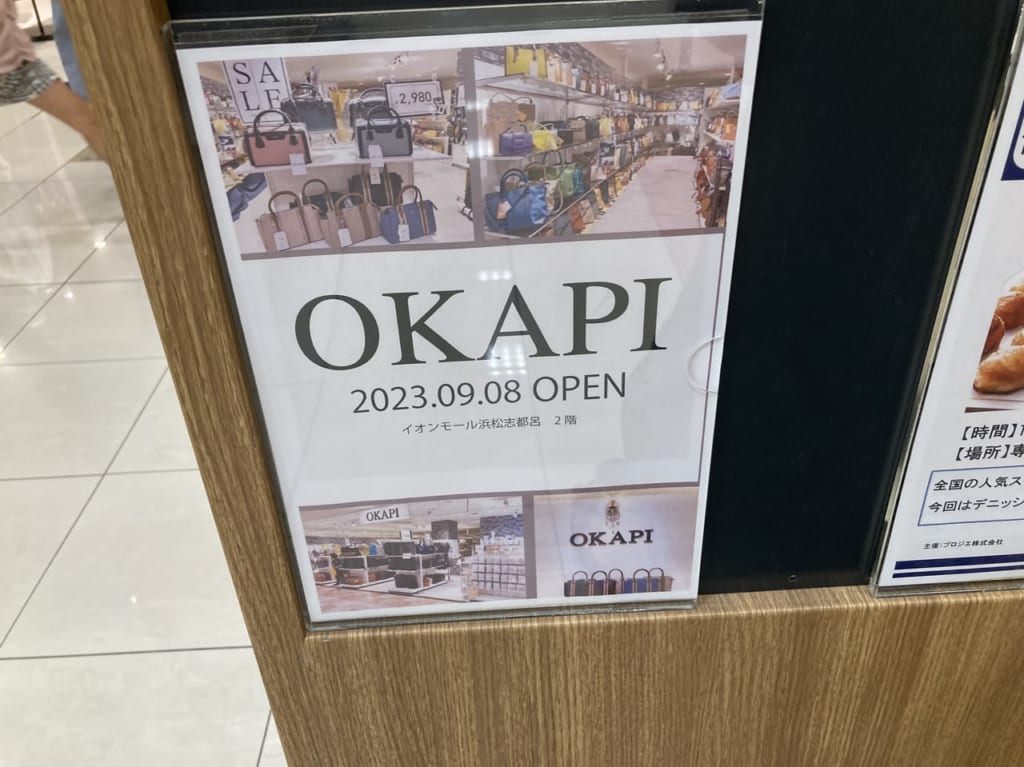 SALE
2,980
OKAPI
2023.09.08 OPEN
イオンモール浜松志都呂 2階
OKAPI
OKAPI
【時間】
【場所】専
全国の人気ス
今回はデニッシ
主催:プロジエ株式会社